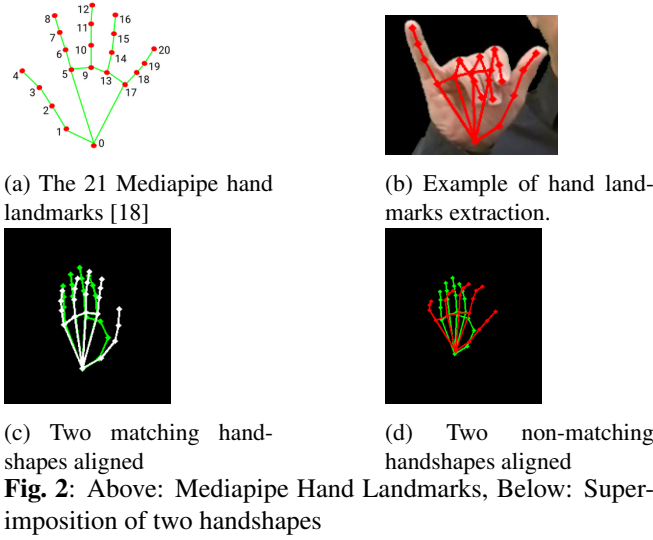 8
12
16
7
11
15
20
6
10
14
19
4
5
9
13
18
3
17
2
1
0
(a) The 21 Mediapipe hand
landmarks [18]
(b) Example of hand land-
marks extraction.
(c) Two matching hand-
shapes aligned
(d) Two non-matching
handshapes aligned
Fig. 2: Above: Mediapipe Hand Landmarks, Below: Super-
imposition of two handshapes